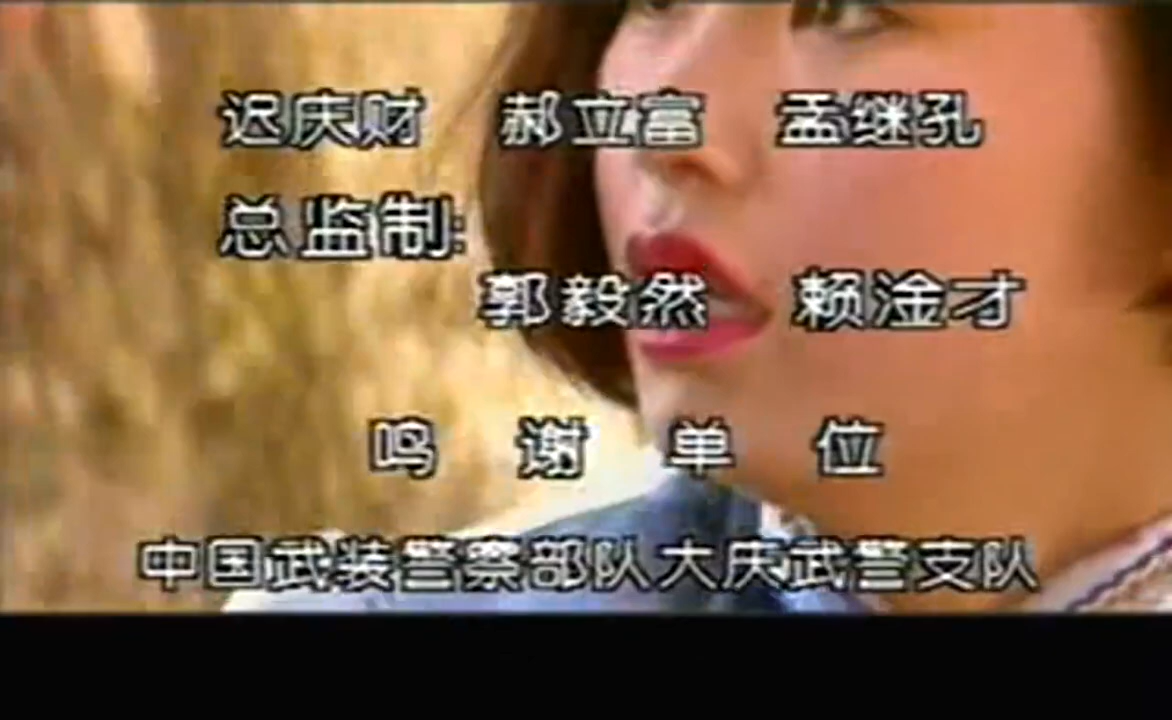 迟庆财 郝立富 孟继孔
总监制:
郭毅然 赖淦才
鸣谢单位
中国武装警察部队大庆武警支队